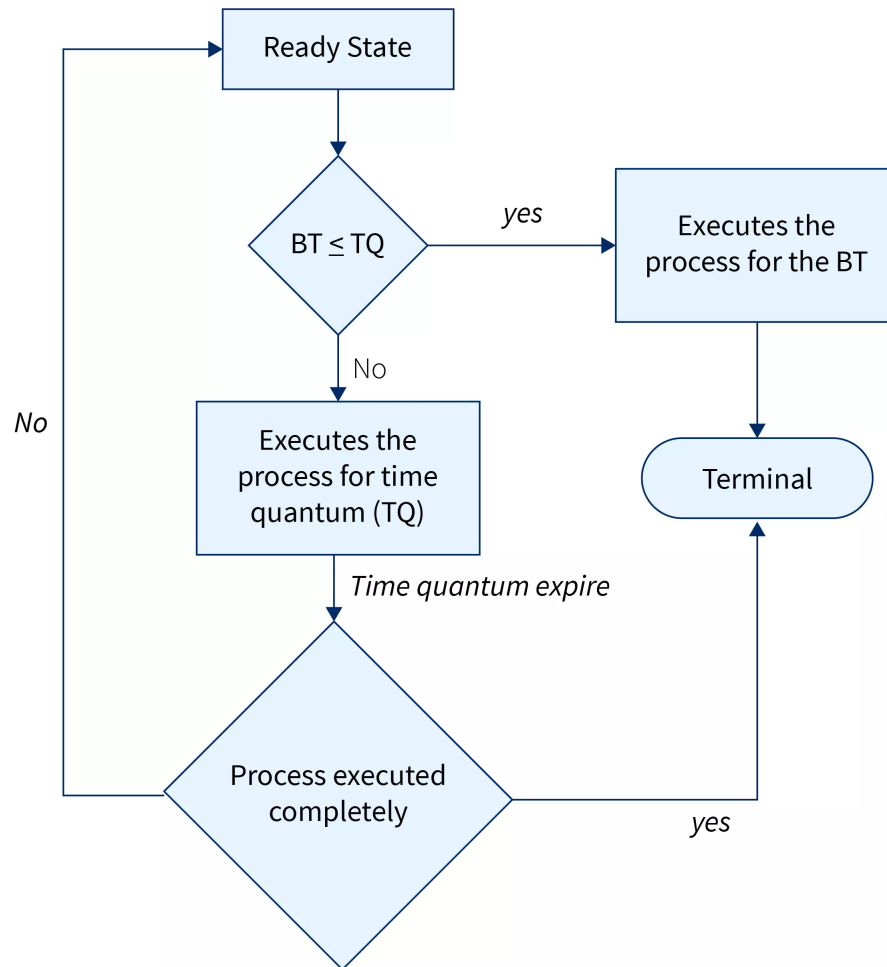 Ready State
BT ≤ TQ
yes
Executes the
process for the BT
No
Executes the
process for time
quantum (TQ)
No
Terminal
Time quantum expire
Process executed
completely
yes